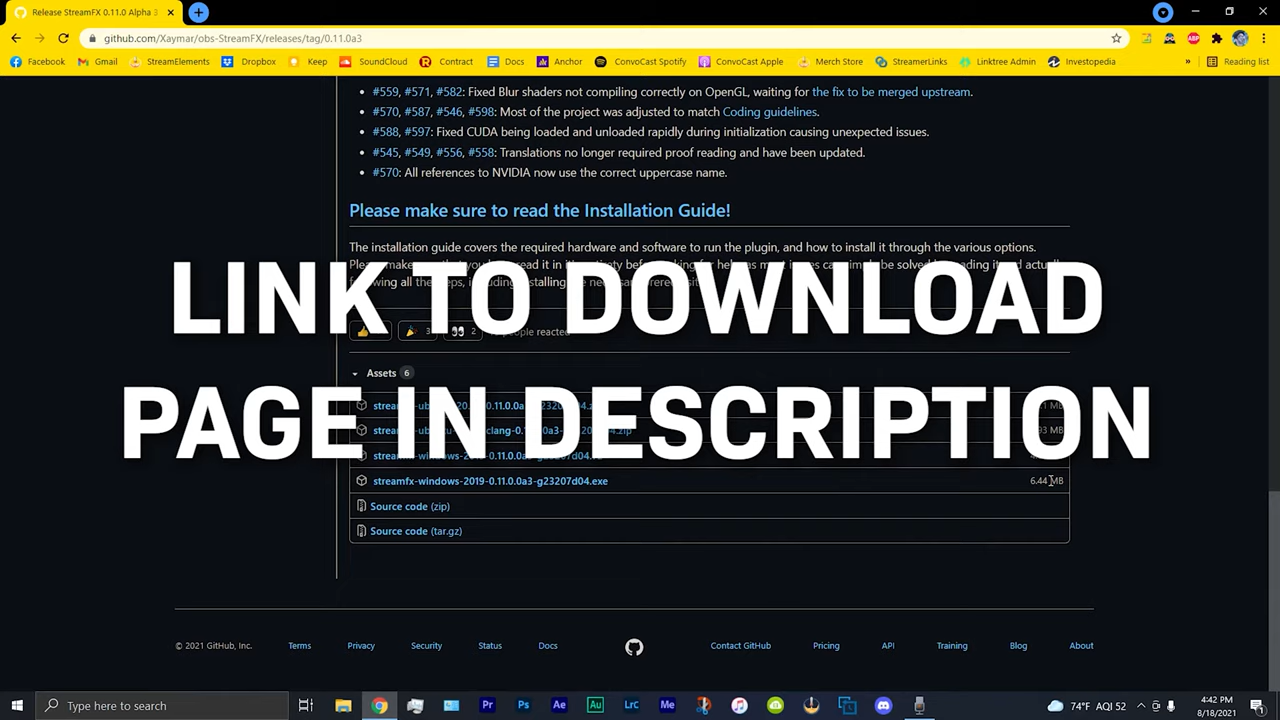 Release StreamFX 0.11.0 Alpha
github.com/Xaymar/obs-StreamFX/releases/tag/0.11.0a3
Facebook Gmail StreamElements Dropbox Keep SoundCloud Contract Docs Anchor ConvoCast Spotify ConvoCast Apple Merch Store StreamerLinks Linktree Admin Investopedia » Reading list
• #559, #571, #582: Fixed Blur shaders not compiling correctly on OpenGL, waiting for the fix to be merged upstream.
• #570, #587, #546, #598: Most of the project was adjusted to match Coding guidelines.
• #588, #597: Fixed CUDA being loaded and unloaded rapidly during initialization causing unexpected issues.
• #545, #549, #556, #558: Translations no longer required proof reading and have been updated.
• #570: All references to NVIDIA now use the correct uppercase name.
Please make sure to read the Installation Guide!
The installation guide covers the required hardware and software to run the plugin, and how to install it through the various options.
LINK TO DOWNLOAD
PAGE IN DESCRIPTION
2 people reacted
Assets 6
streamfx-windows-2019-0.11.0.0a3-g23207d04.exe 6.44 MB
Source code (zip)
Source code (tar.gz)
© 2021 GitHub, Inc. Terms Privacy Security Status Docs Contact GitHub Pricing API Training Blog About
Type here to search
74°F AQI 52
4:42 PM
8/18/2021